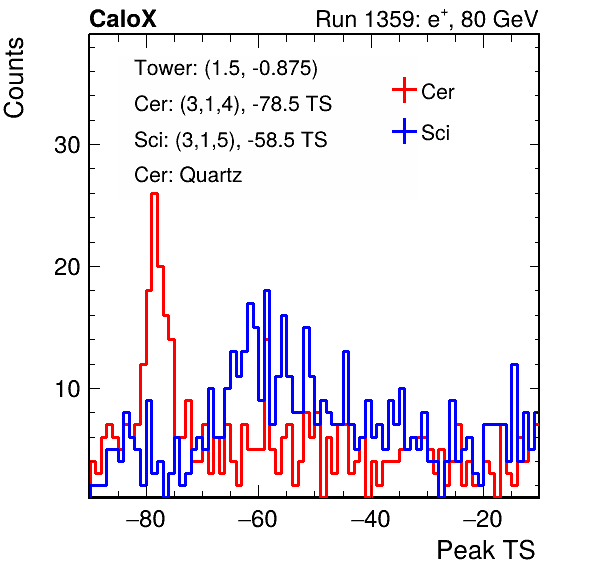 CaloX Run 1359: e⁺, 80 GeV
Counts
Tower: (1.5, -0.875)
Cer: (3,1,4), -78.5 TS
Sci: (3,1,5), -58.5 TS
Cer: Quartz
Cer
Sci
30
20
10
−80 −60 −40 −20
Peak TS